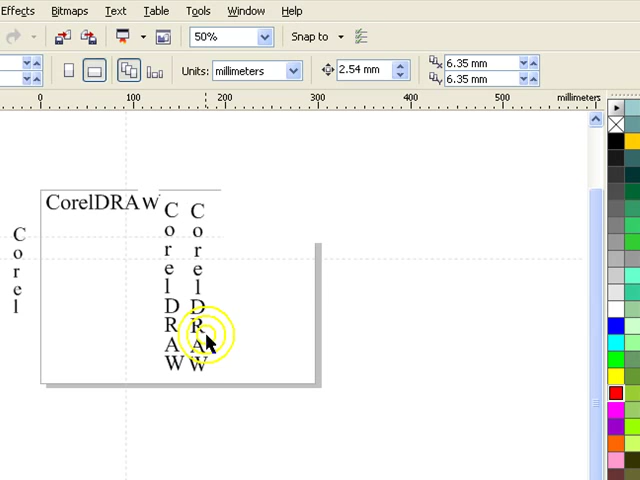 Effects Bitmaps Text Table Tools Window Help
50% Snap to
Units: millimeters 2.54 mm 6.35 mm
6.35 mm
0 100 200 300 400 500 millimeters
CorelDRAW
C
o
r
e
l
C
o
r
e
l
D
R
A
W
C
o
r
e
l
D
R
A
W